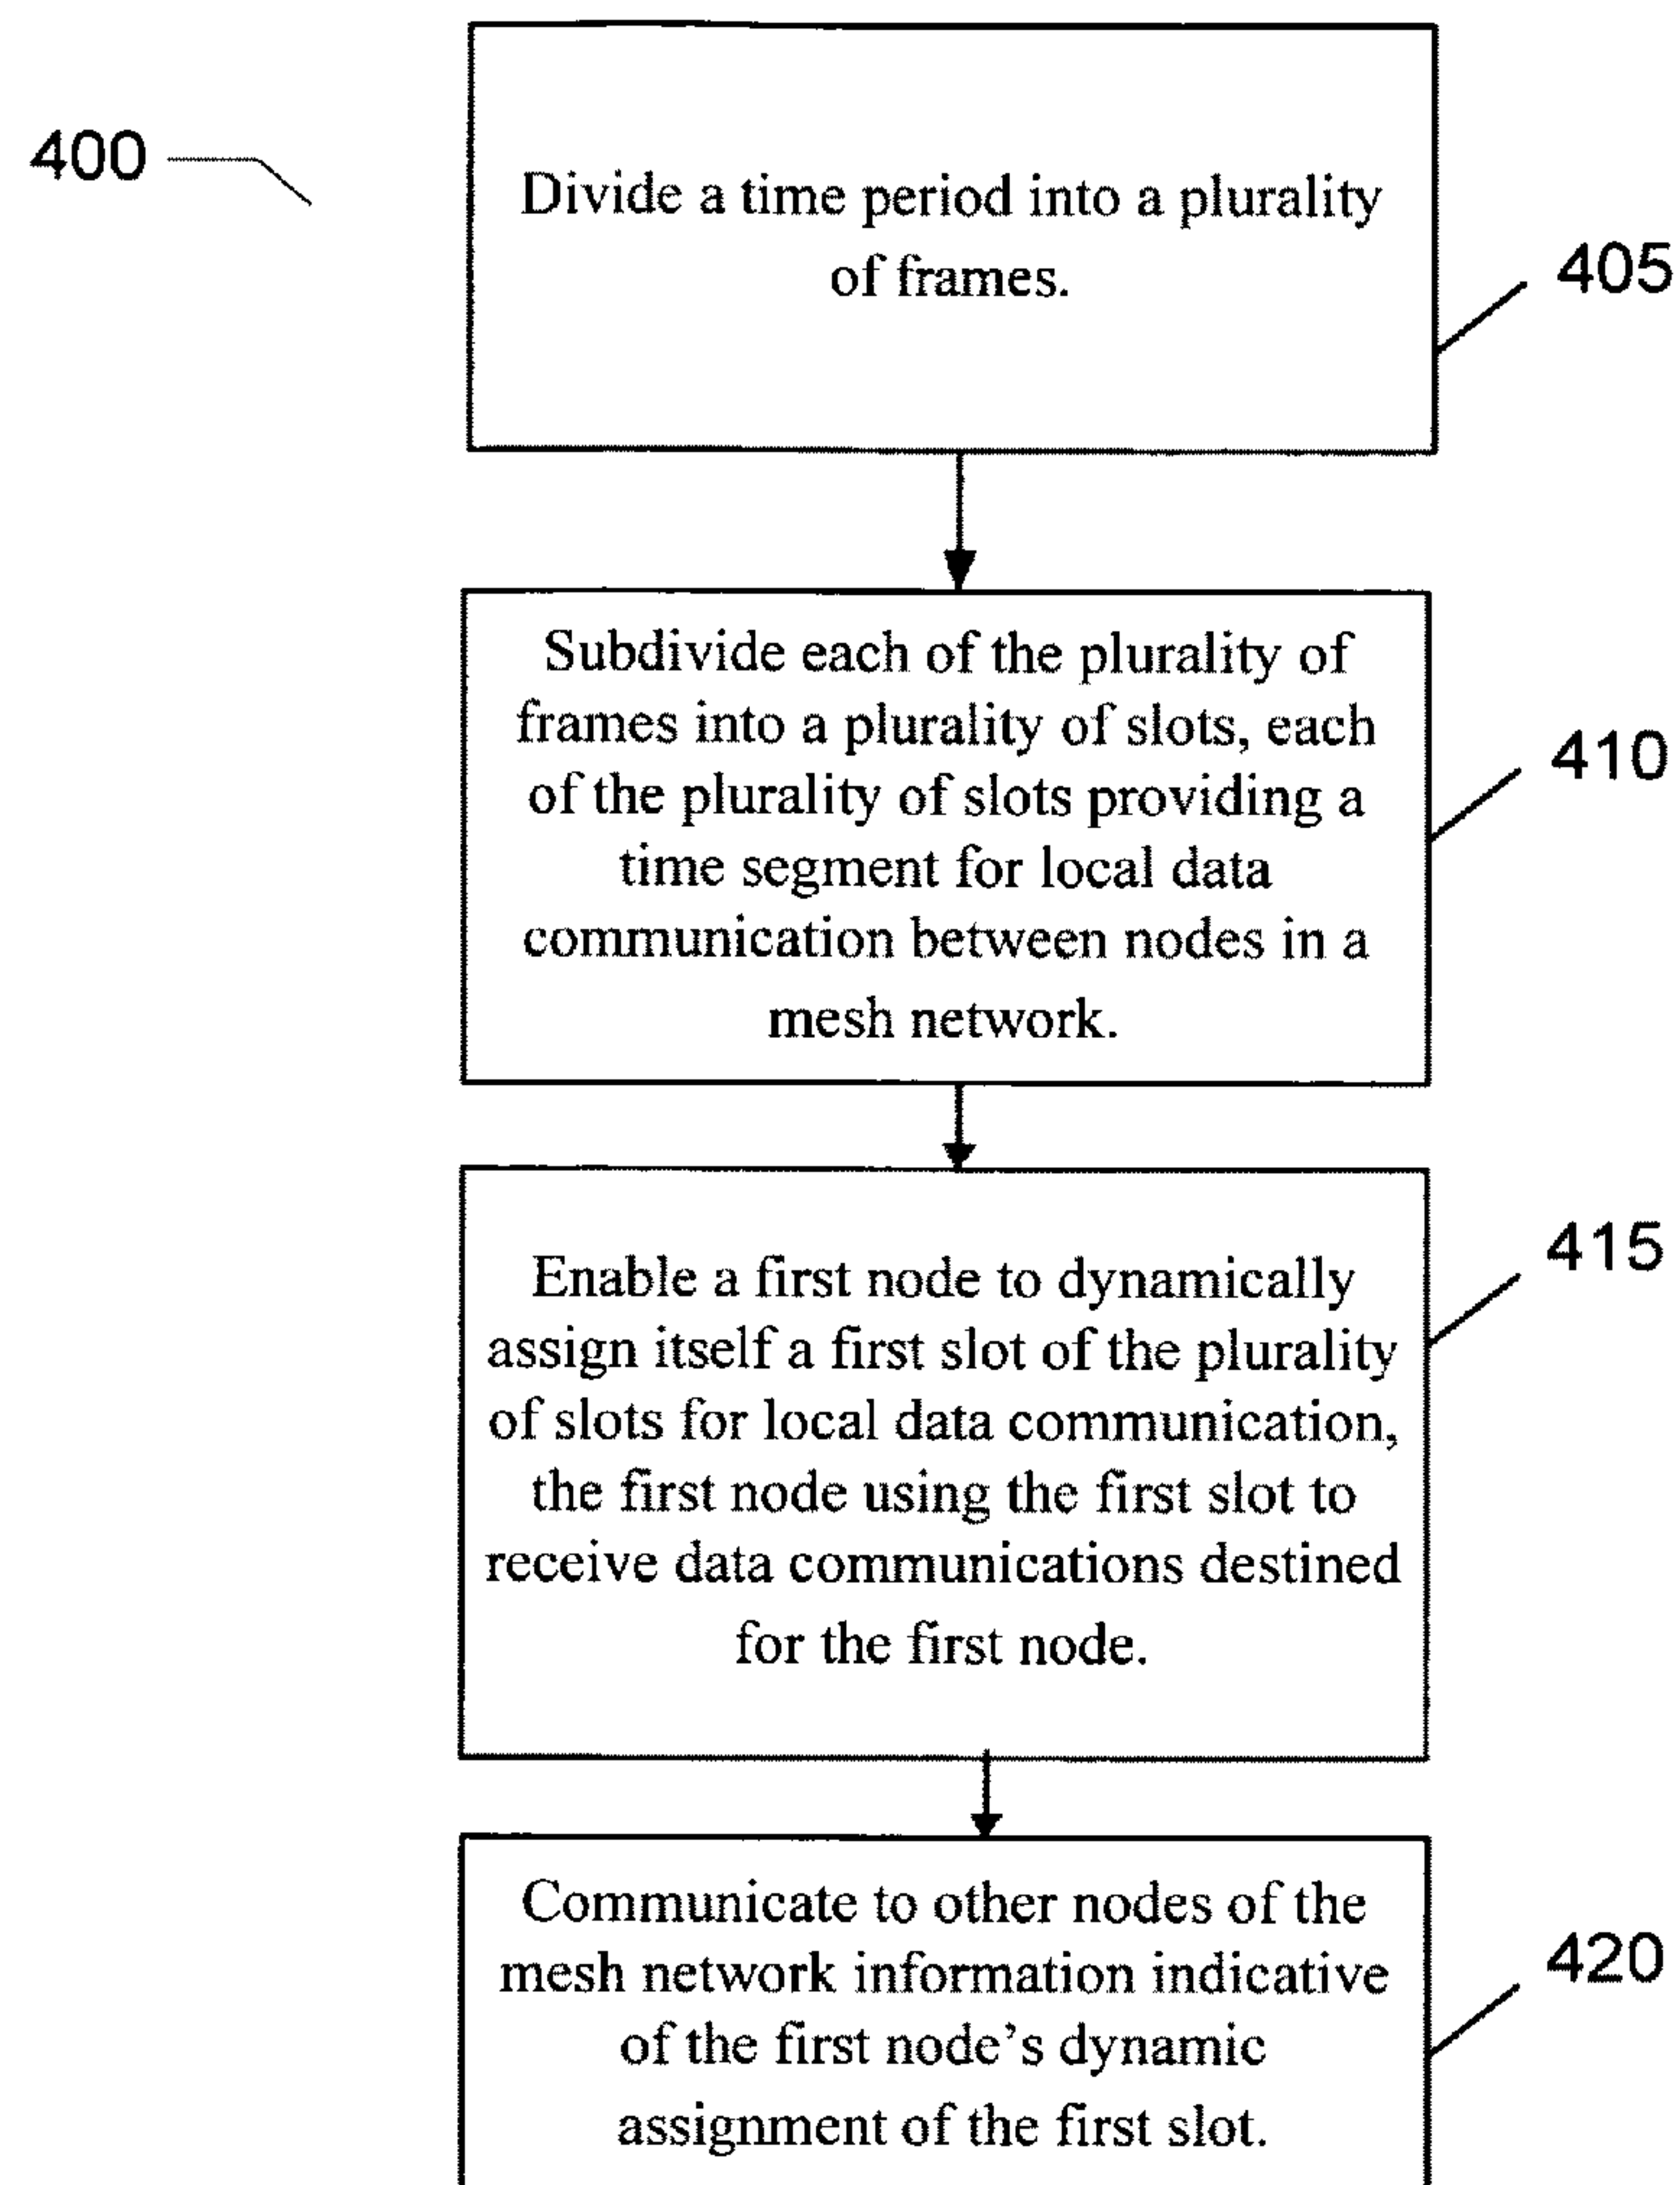 400
Divide a time period into a plurality
of frames.
405
Subdivide each of the plurality of
frames into a plurality of slots, each
of the plurality of slots providing a
time segment for local data
communication between nodes in a
mesh network.
410
Enable a first node to dynamically
assign itself a first slot of the plurality
of slots for local data communication,
the first node using the first slot to
receive data communications destined
for the first node.
415
Communicate to other nodes of the
mesh network information indicative
of the first node's dynamic
assignment of the first slot.
420